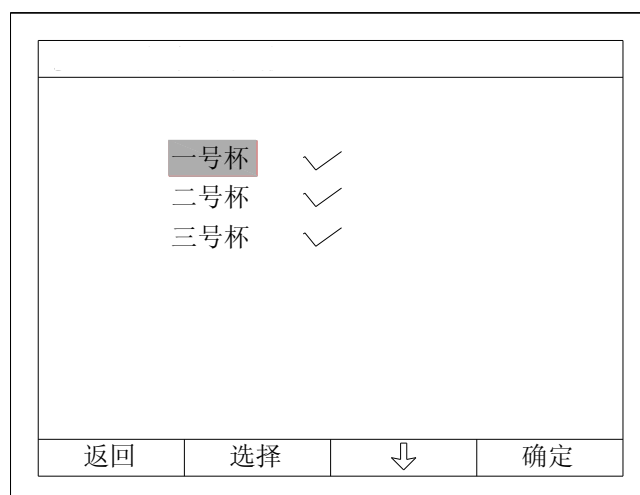 一号杯 ✓
二号杯 ✓
三号杯 ✓
返回 选择 ⇩ 确定